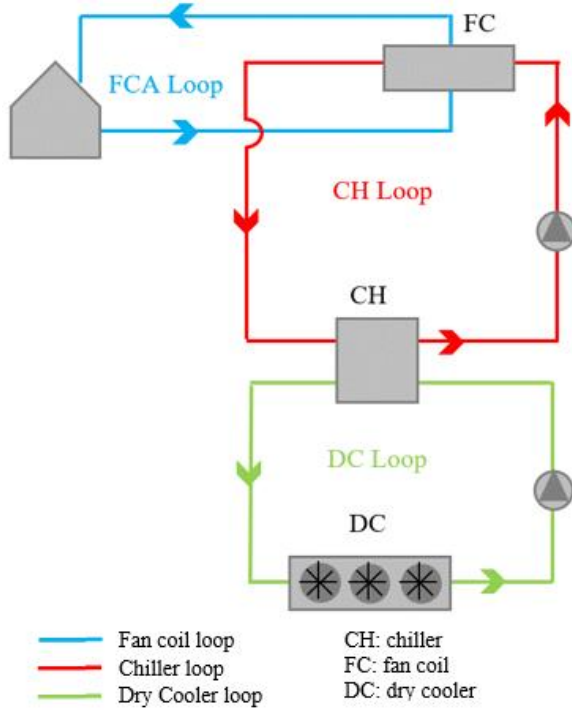 FC
FCA Loop
CH Loop
CH
DC Loop
DC
Fan coil loop
Chiller loop
Dry Cooler loop
CH: chiller
FC: fan coil
DC: dry cooler